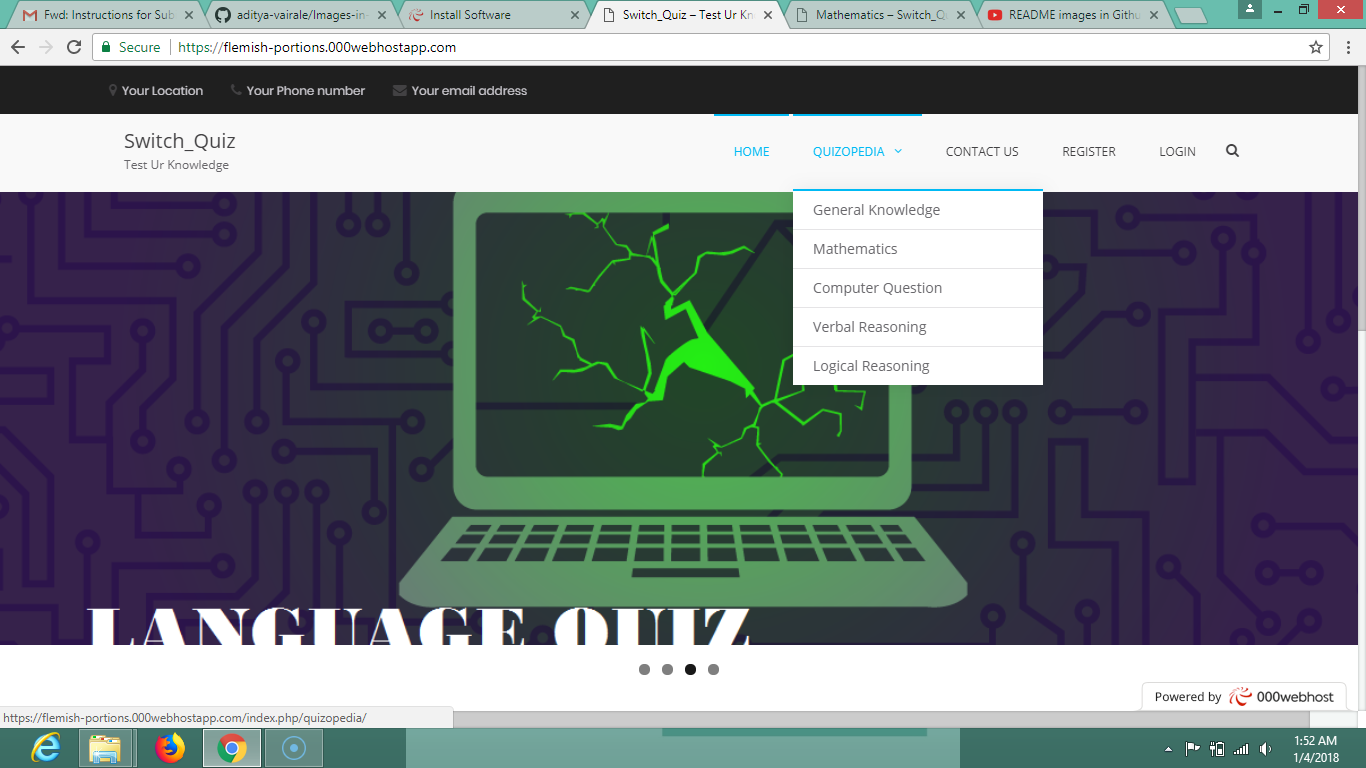 Fwd: Instructions for Sub
aditya-vairale/Images-in-
Install Software
Switch_Quiz – Test Ur Kn
Mathematics – Switch_Q
README images in Githu
Secure
https://flemish-portions.000webhostapp.com
Your Location
Your Phone number
Your email address
Switch_Quiz
Test Ur Knowledge
HOME
QUIZOPEDIA
CONTACT US
REGISTER
LOGIN
General Knowledge
Mathematics
Computer Question
Verbal Reasoning
Logical Reasoning
LANGUAGE QUIZ
Powered by 000webhost
https://flemish-portions.000webhostapp.com/index.php/quizopedia/
1:52 AM
1/4/2018